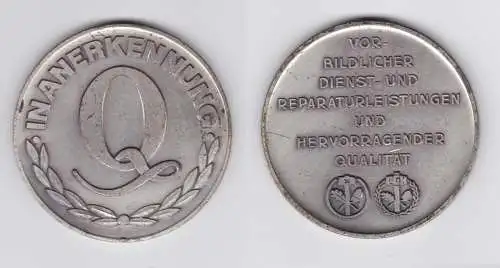 IN ANERKENNUNG
Q
VOR-
BILDLICHER
DIENST- UND
REPARATURLEISTUNGEN
UND
HERVORRAGENDER
QUALITÄT